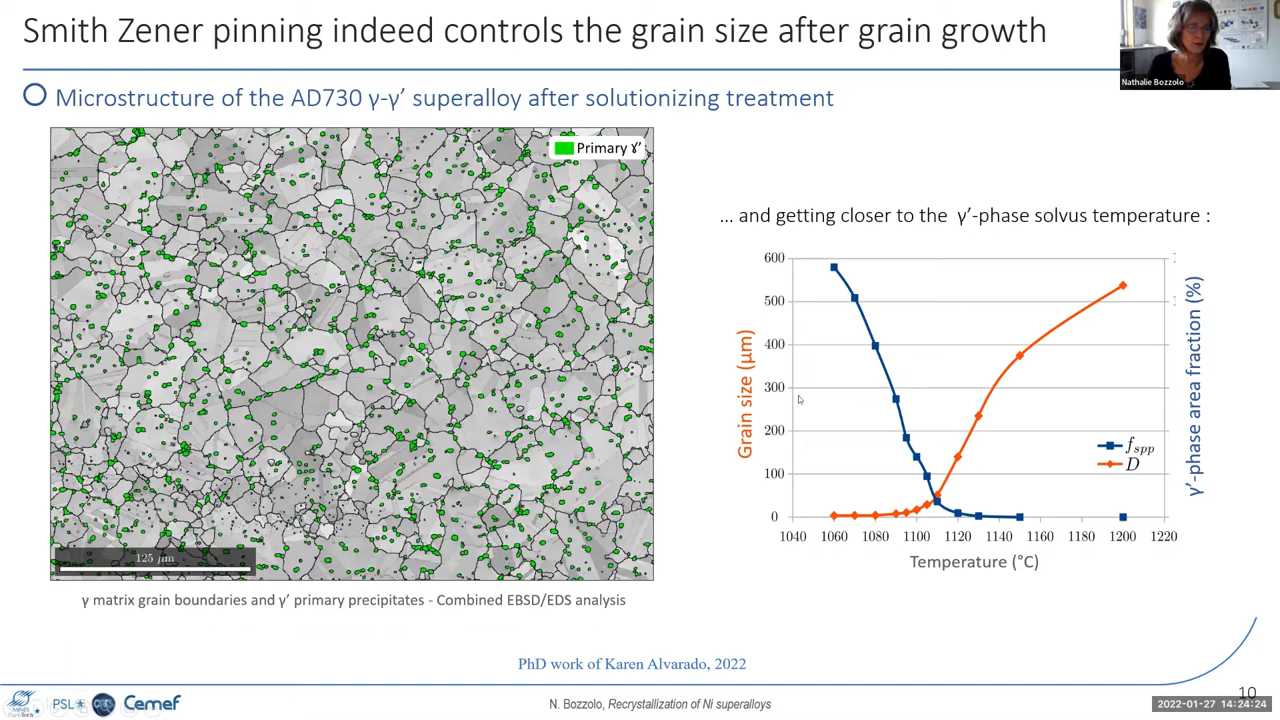 Smith Zener pinning indeed controls the grain size after grain growth
Nathalie Bozzolo
Microstructure of the AD730 γ-γ’ superalloy after solutionizing treatment
Primary ɣ’
125 μm
γ matrix grain boundaries and γ’ primary precipitates - Combined EBSD/EDS analysis
… and getting closer to the γ’-phase solvus temperature :
600
500
400
300
200
100
0
Grain size (μm)
γ’-phase area fraction (%)
f_spp
D
1040 1060 1080 1100 1120 1140 1160 1180 1200 1220
Temperature (°C)
PhD work of Karen Alvarado, 2022
MINES
ParisTech
PSL
Cemef
N. Bozzolo, Recrystallization of Ni superalloys
10
2022-01-27 14:24:24